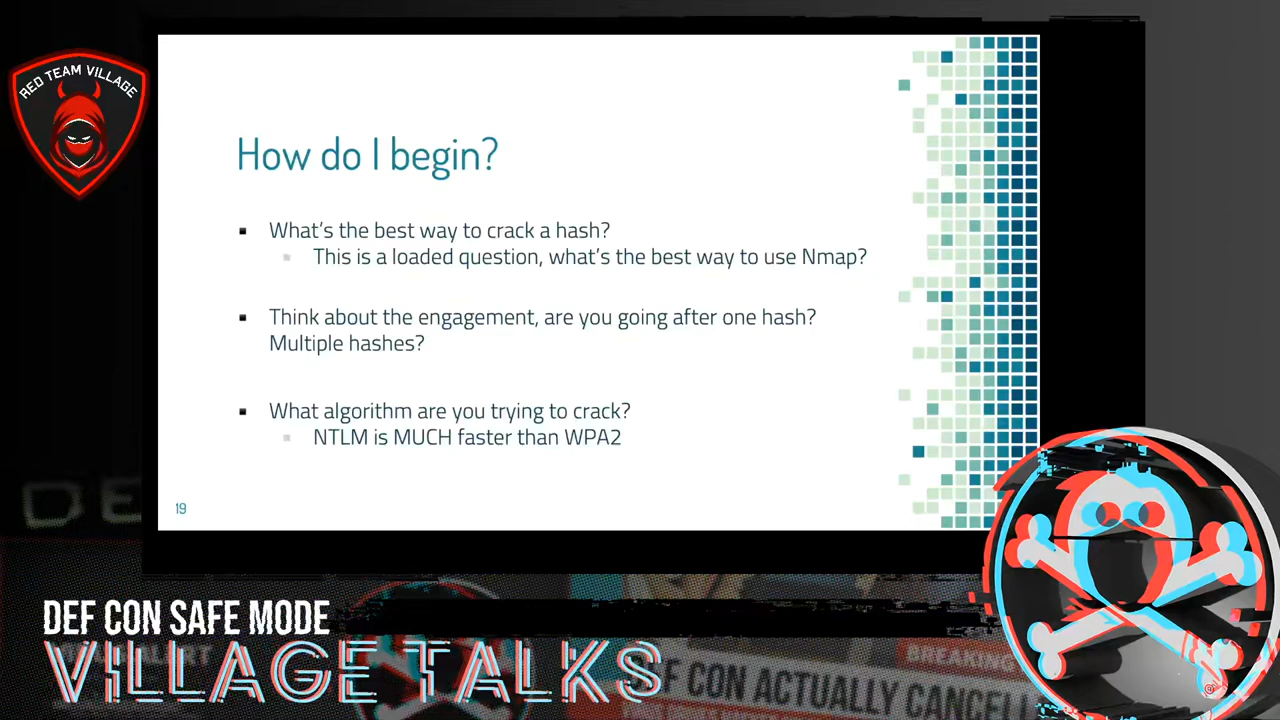 RED TEAM VILLAGE
How do I begin?
▪ What's the best way to crack a hash?
▪ This is a loaded question, what's the best way to use Nmap?
▪ Think about the engagement, are you going after one hash?
Multiple hashes?
▪ What algorithm are you trying to crack?
▪ NTLM is MUCH faster than WPA2
19
DE
DEF CON SAFE MODE
VILLAGE TALKS
BREAKING
DEF CON ACTUALLY CANCELL